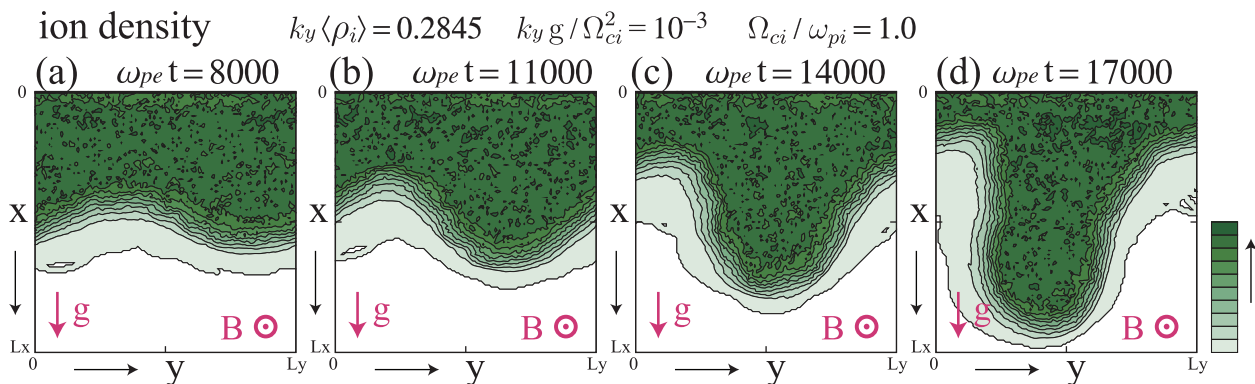 ion density k_y⟨ρ_i⟩ = 0.2845 k_y g / Ω_ci^2 = 10^−3 Ω_ci / ω_pi = 1.0
(a) ω_pe t = 8000 (b) ω_pe t = 11000 (c) ω_pe t = 14000 (d) ω_pe t = 17000
0 0 0 0
X X X X
g B g B g B g B
Lx Lx Lx Lx
0 y Ly 0 y Ly 0 y Ly 0 y Ly